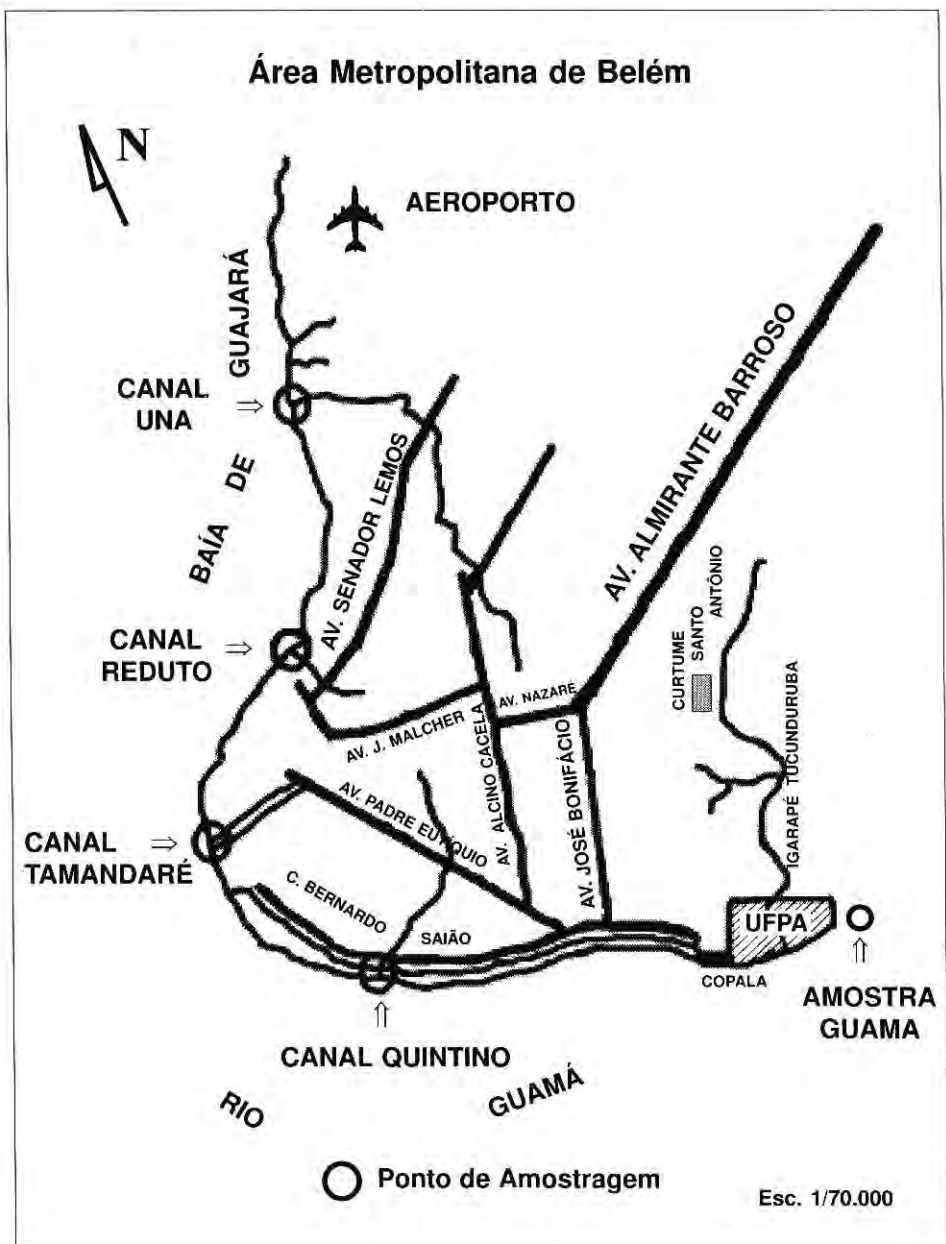 Área Metropolitana de Belém
N
AEROPORTO
BAÍA DE GUAJARÁ
CANAL
UNA
⇒
AV. SENADOR LEMOS
AV. ALMIRANTE BARROSO
CANAL
REDUTO
⇒
CURTUME
SANTO
ANTÔNIO
IGARAPÉ TUCUNDURUBA
AV. NAZARÉ
AV. J. MALCHER
AV. ALCINO CACELA
AV. JOSÉ BONIFÁCIO
AV. PADRE EUTÍQUIO
CANAL
TAMANDARÉ
⇒
C. BERNARDO SAIÃO
UFPA
COPALA
⇑
AMOSTRA
GUAMA
⇑
CANAL QUINTINO
RIO GUAMÁ
Ponto de Amostragem
Esc. 1/70.000